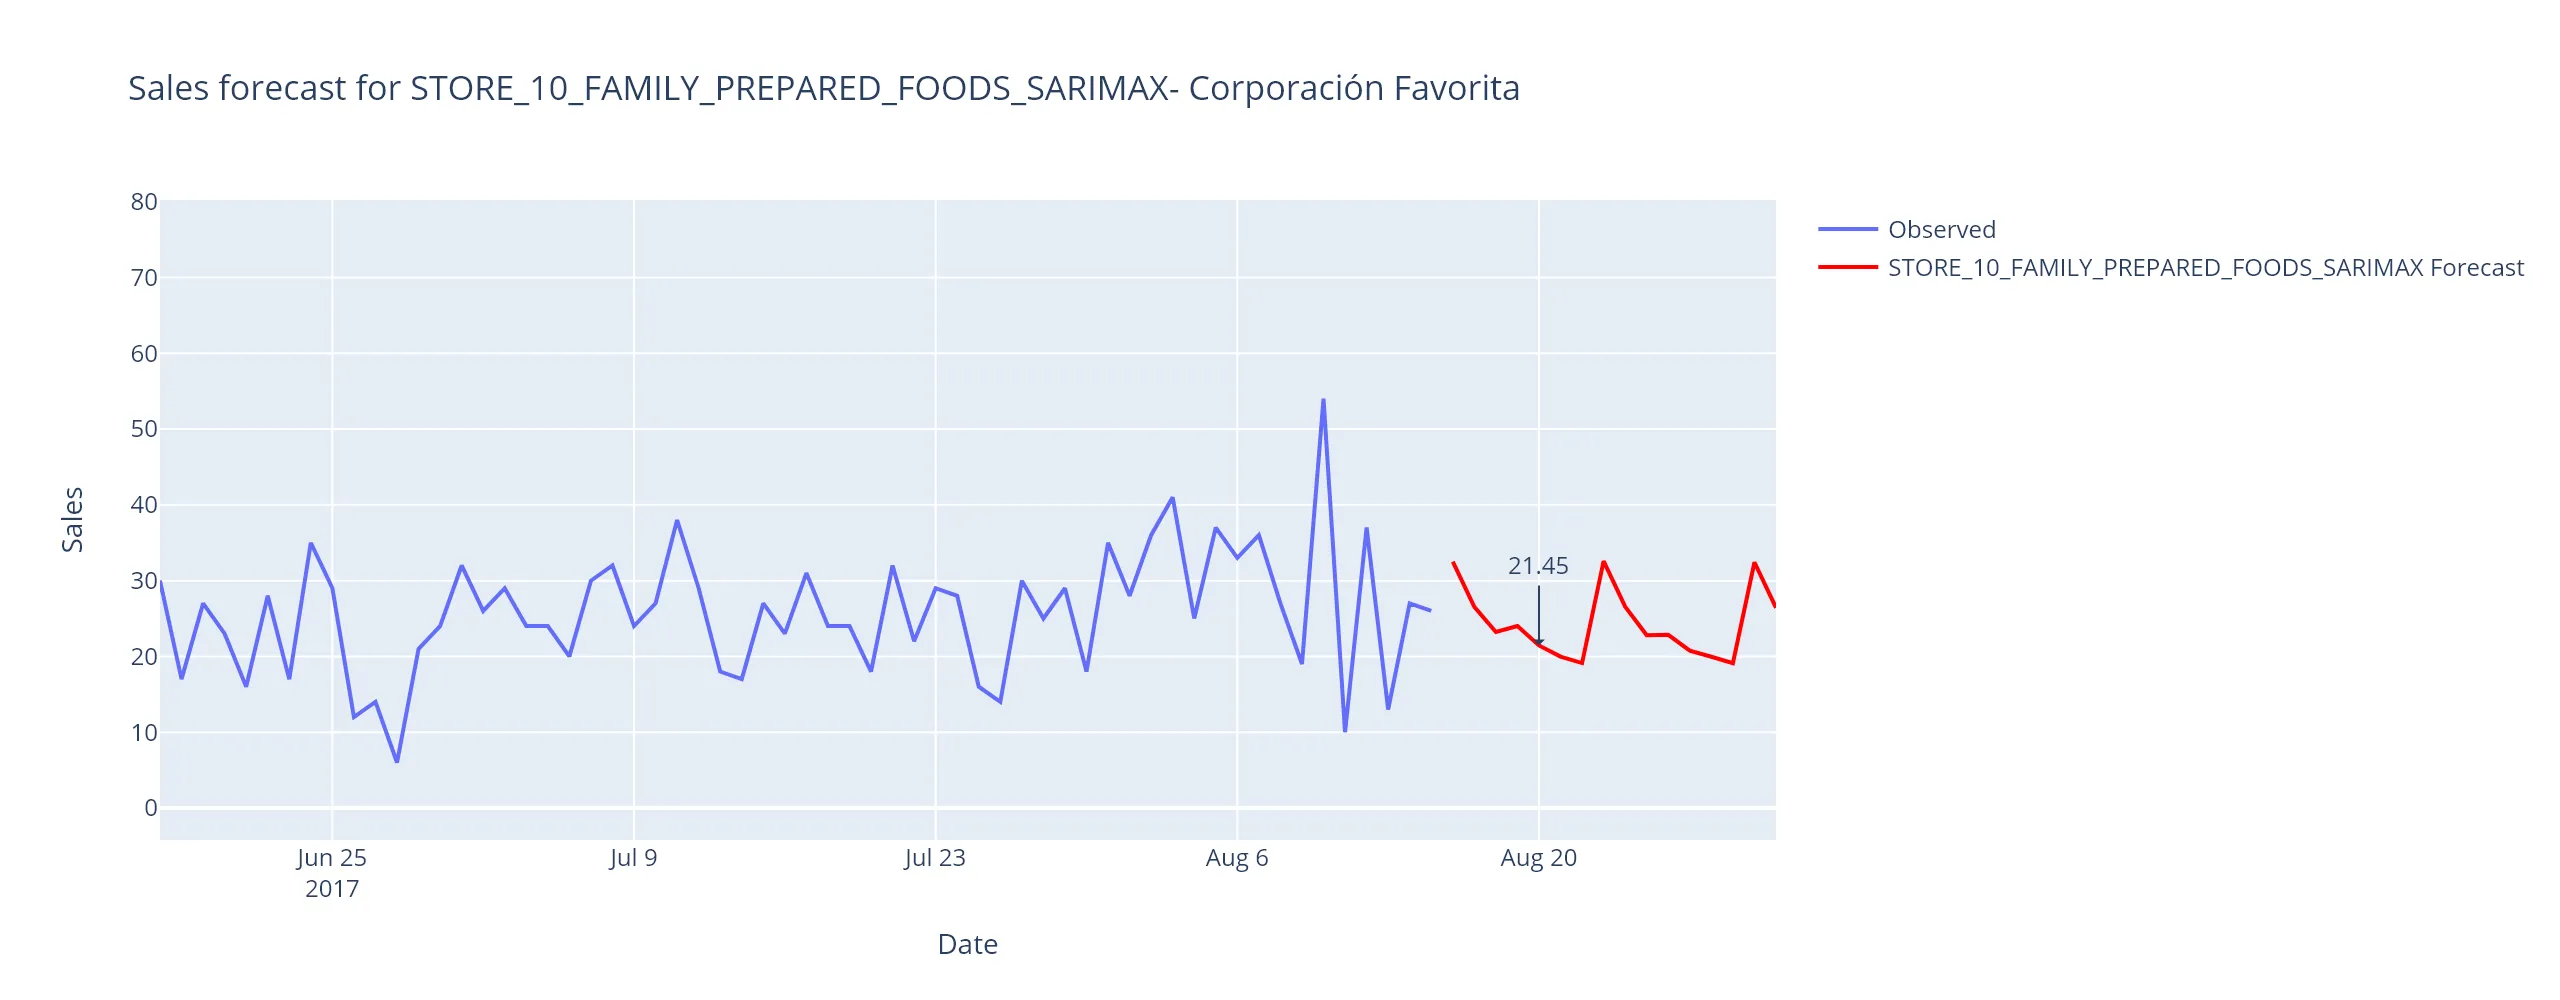 Sales forecast for STORE_10_FAMILY_PREPARED_FOODS_SARIMAX- Corporación Favorita
80
70
60
50
40
30
20
10
0
Sales
21.45
Jun 25
2017
Jul 9
Jul 23
Aug 6
Aug 20
Date
Observed
STORE_10_FAMILY_PREPARED_FOODS_SARIMAX Forecast